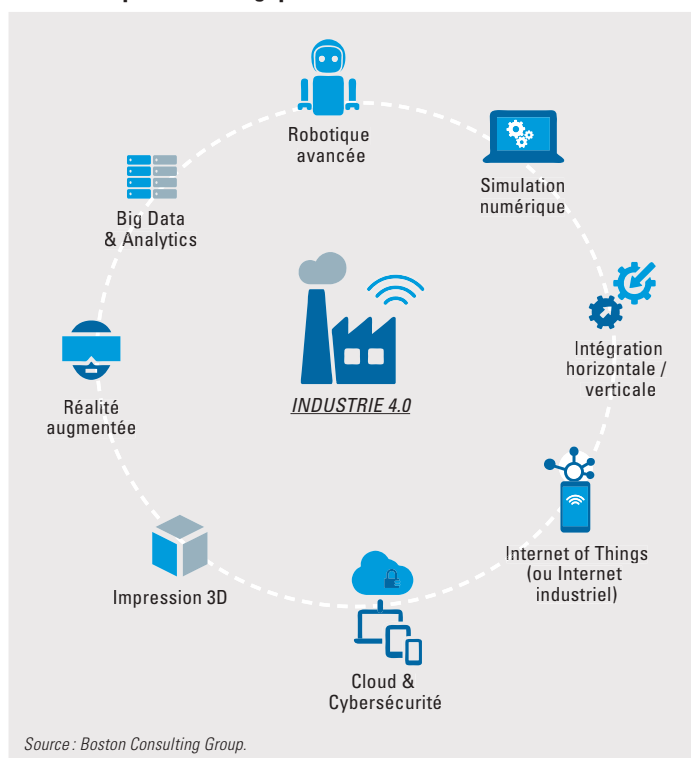 Robotique
avancée
Simulation
numérique
Big Data
& Analytics
Intégration
horizontale /
verticale
INDUSTRIE 4.0
Réalité
augmentée
Internet of Things
(ou Internet
industriel)
Impression 3D
Cloud &
Cybersécurité
Source : Boston Consulting Group.